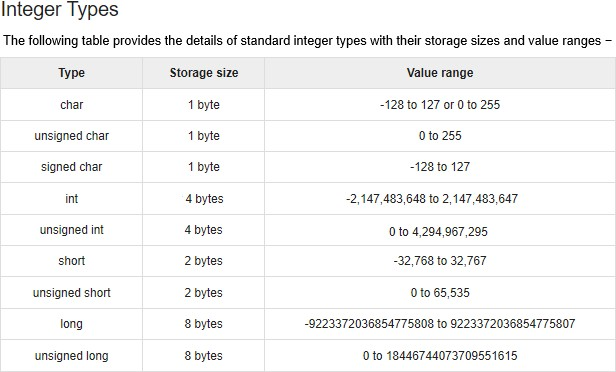 Integer Types
The following table provides the details of standard integer types with their storage sizes and value ranges −
Type Storage size Value range
char 1 byte -128 to 127 or 0 to 255
unsigned char 1 byte 0 to 255
signed char 1 byte -128 to 127
int 4 bytes -2,147,483,648 to 2,147,483,647
unsigned int 4 bytes 0 to 4,294,967,295
short 2 bytes -32,768 to 32,767
unsigned short 2 bytes 0 to 65,535
long 8 bytes -9223372036854775808 to 9223372036854775807
unsigned long 8 bytes 0 to 18446744073709551615